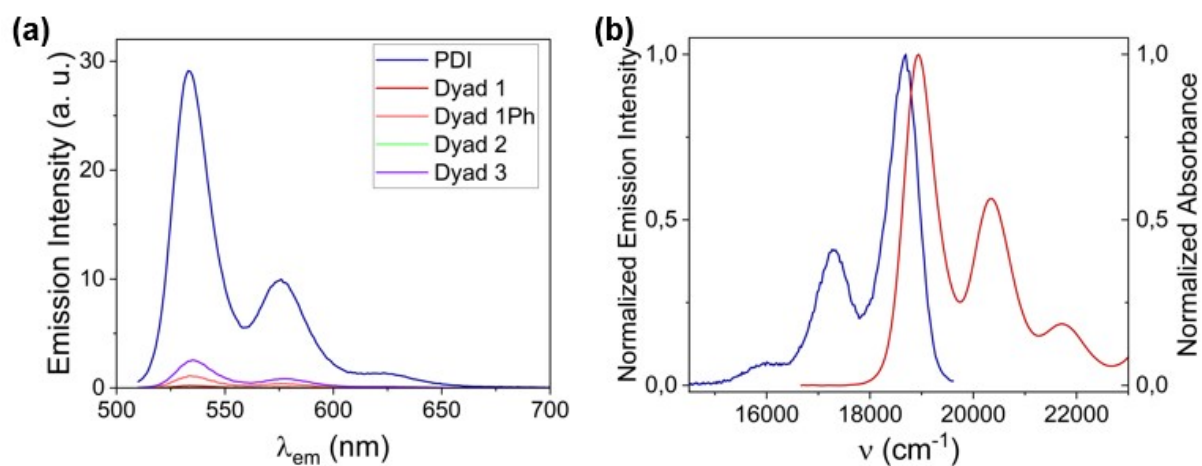 (a)
30
20
10
0
500
550
600
650
700
Emission Intensity (a. u.)
λem (nm)
PDI
Dyad 1
Dyad 1Ph
Dyad 2
Dyad 3
(b)
1,0
0,5
0,0
Normalized Emission Intensity
16000
18000
20000
22000
ν (cm-1)
1,0
0,5
0,0
Normalized Absorbance